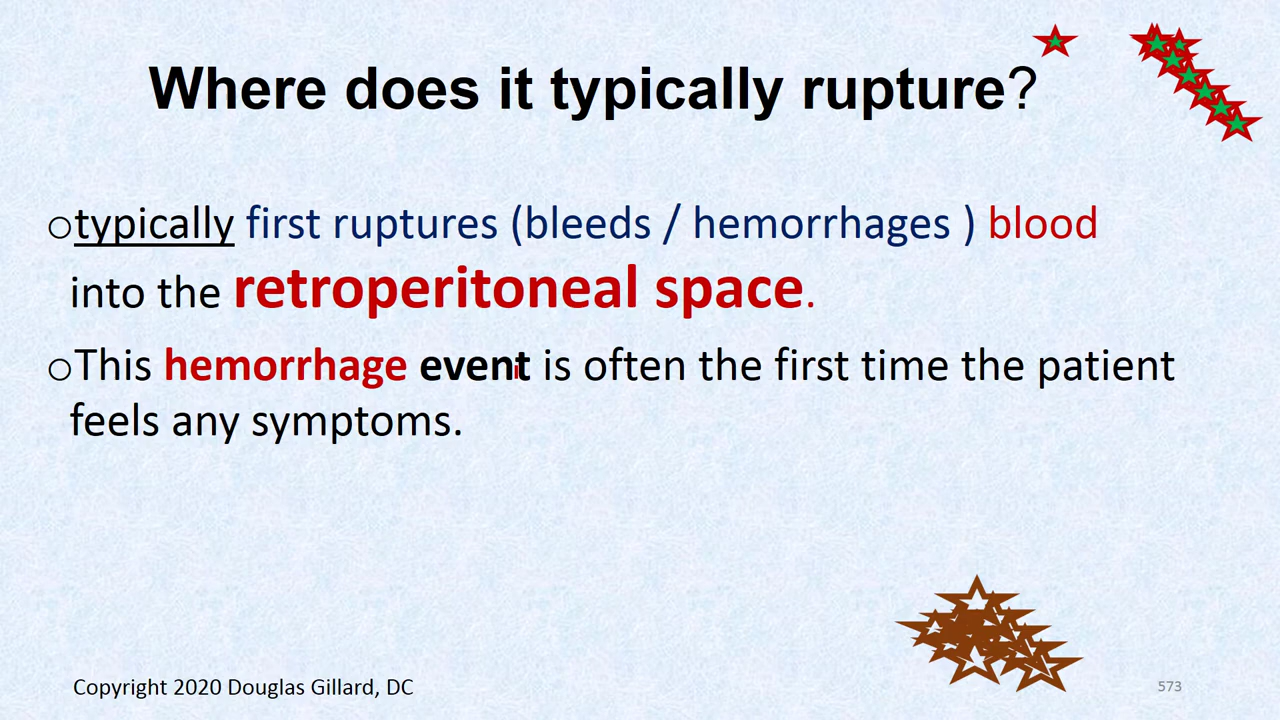 Where does it typically rupture?
○typically first ruptures (bleeds / hemorrhages ) blood
into the retroperitoneal space.
○This hemorrhage event is often the first time the patient
feels any symptoms.
Copyright 2020 Douglas Gillard, DC
573